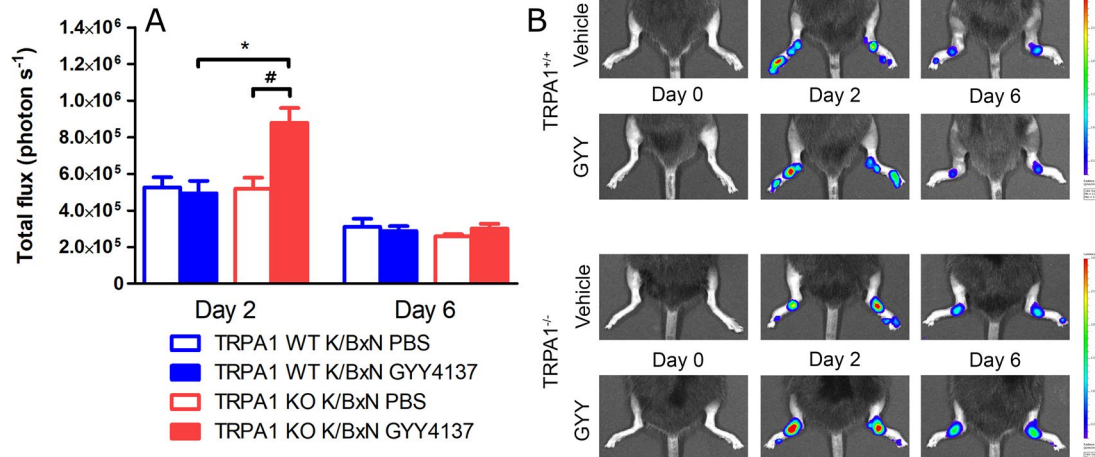 A
Total flux (photon s⁻¹)
1.4×10⁶
1.2×10⁶
1.0×10⁶
8.0×10⁵
6.0×10⁵
4.0×10⁵
2.0×10⁵
0
*
#
Day 2
Day 6
TRPA1 WT K/BxN PBS
TRPA1 WT K/BxN GYY4137
TRPA1 KO K/BxN PBS
TRPA1 KO K/BxN GYY4137
B
TRPA1⁺/⁺
Vehicle
Day 0
Day 2
Day 6
GYY
TRPA1⁻/⁻
Vehicle
Day 0
Day 2
Day 6
GYY